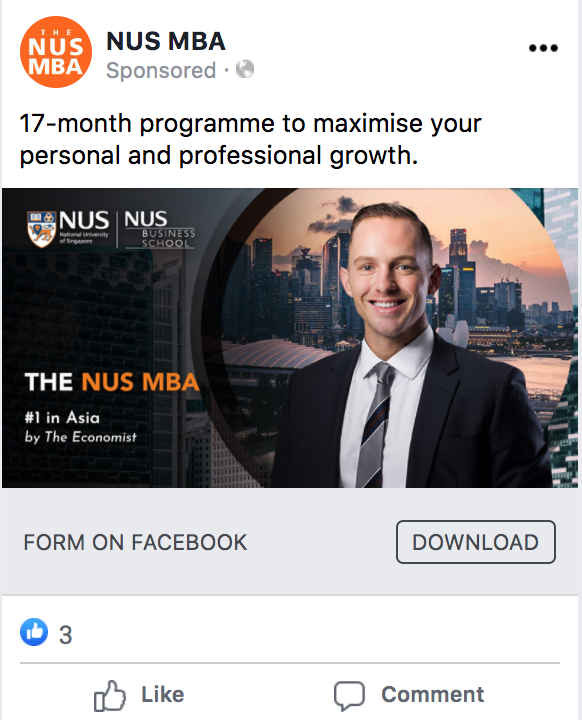 THE
NUS
MBA
NUS MBA
Sponsored ·
17-month programme to maximise your
personal and professional growth.
NUS
National University
of Singapore
NUS
BUSINESS
SCHOOL
THE NUS MBA
#1 in Asia
by The Economist
FORM ON FACEBOOK
DOWNLOAD
3
Like
Comment